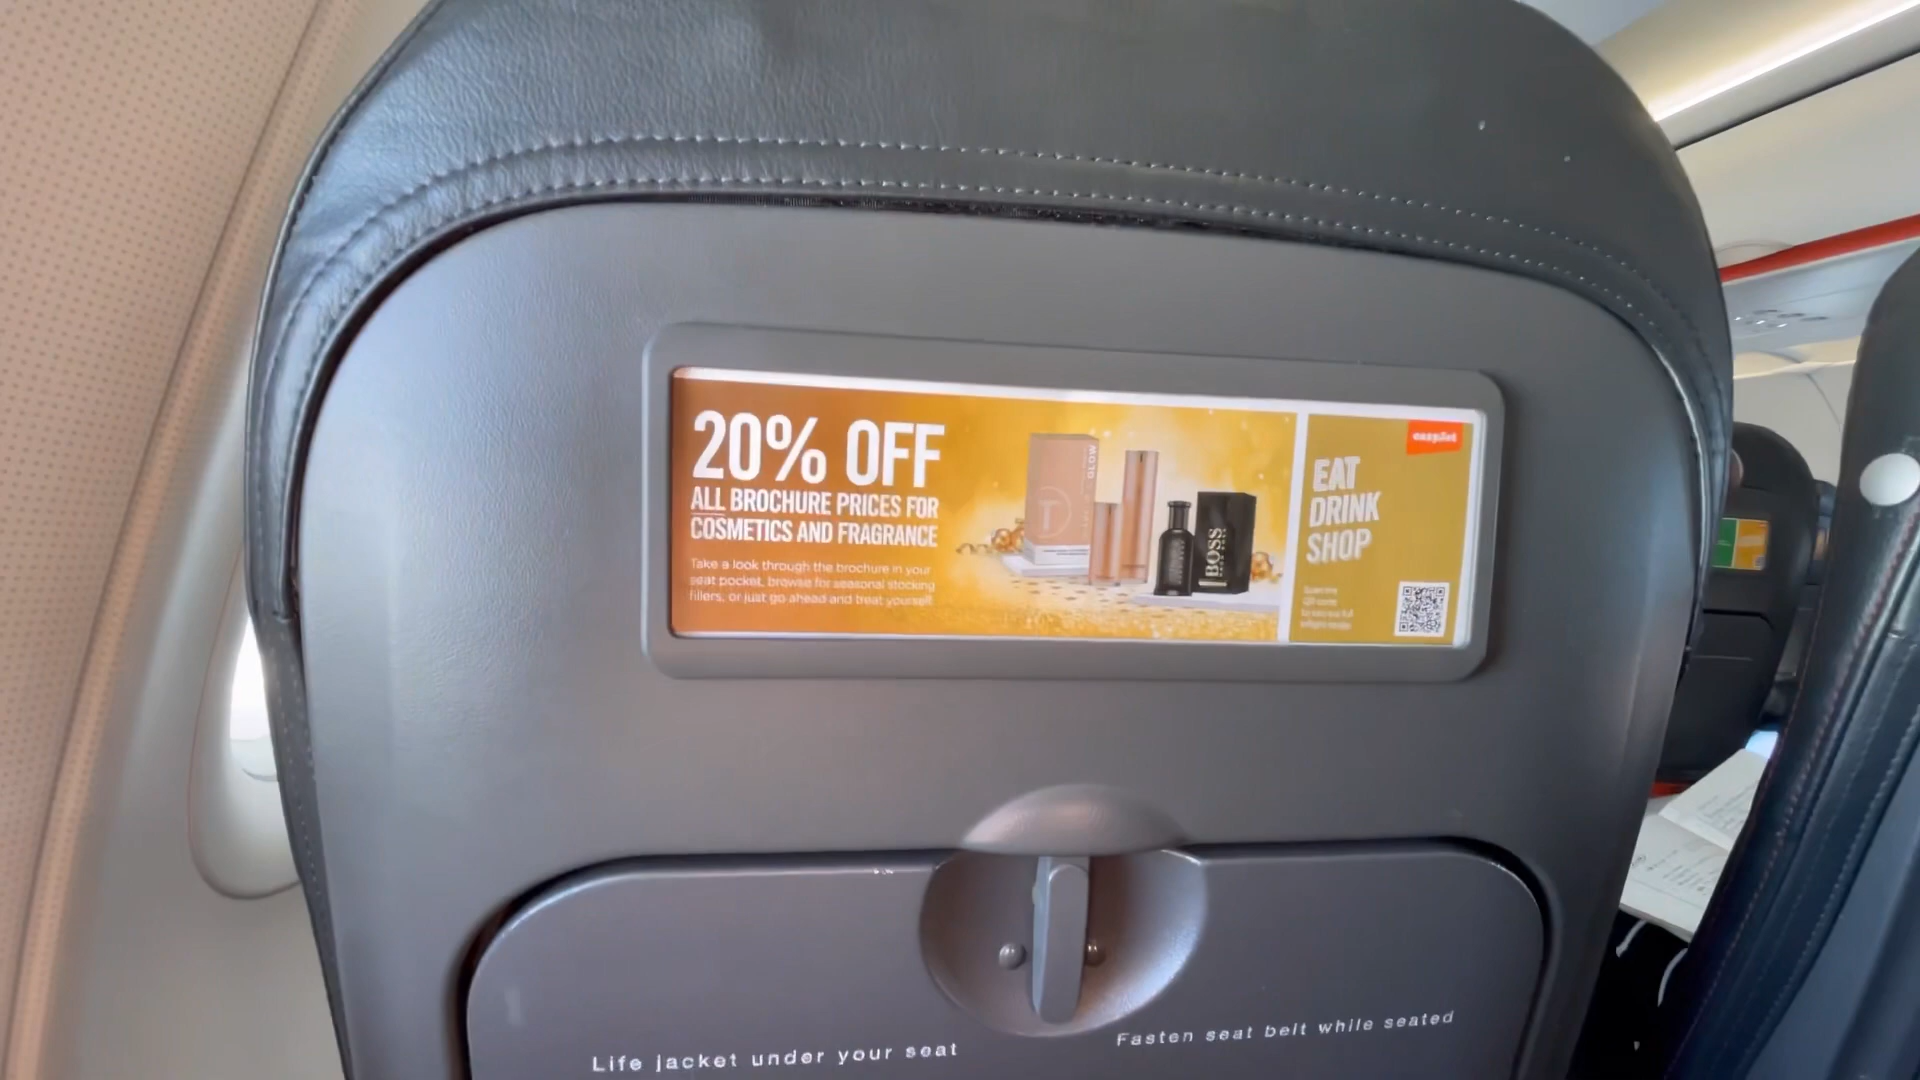 20% OFF
ALL BROCHURE PRICES FOR
COSMETICS AND FRAGRANCE
Take a look through the brochure in your
seat pocket, browse for seasonal stocking
fillers, or just go ahead and treat yourself
GLOW
BOSS
easyJet
EAT
DRINK
SHOP
Life jacket under your seat
Fasten seat belt while seated